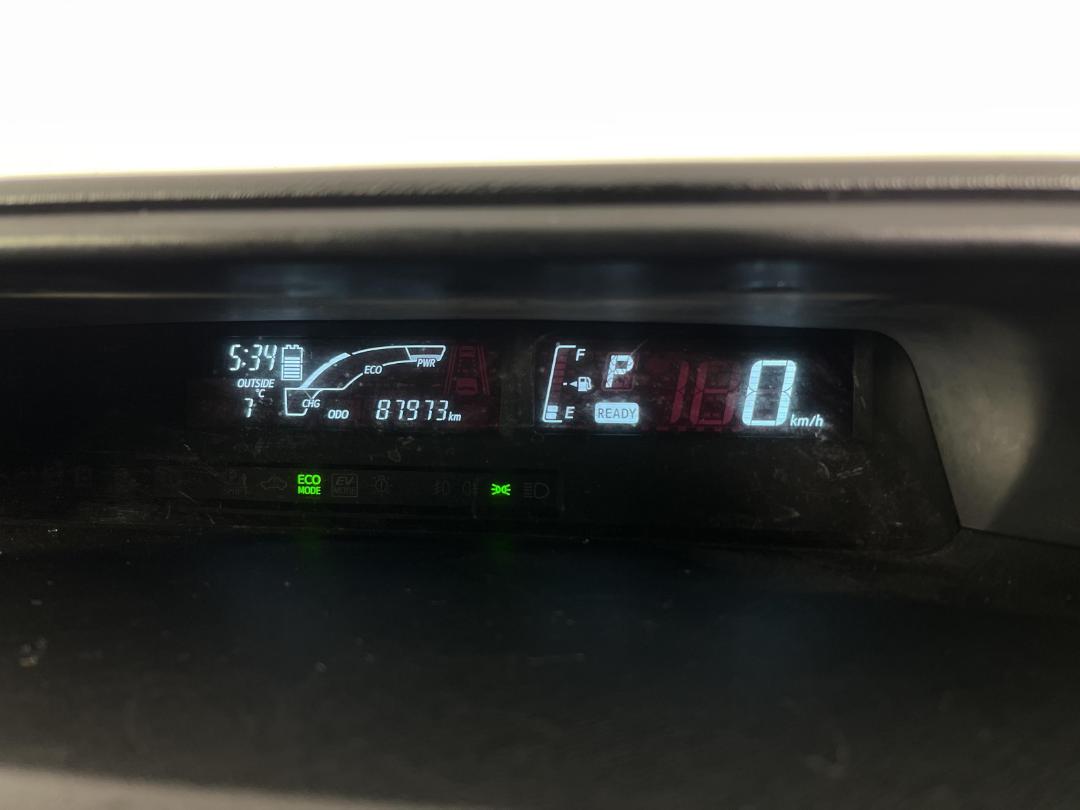 5:34
OUTSIDE
°C
7
CHG
ECO
PWR
ODO 87973 km
F
E
P
READY
0 km/h
ECO
MODE
EV
MODE